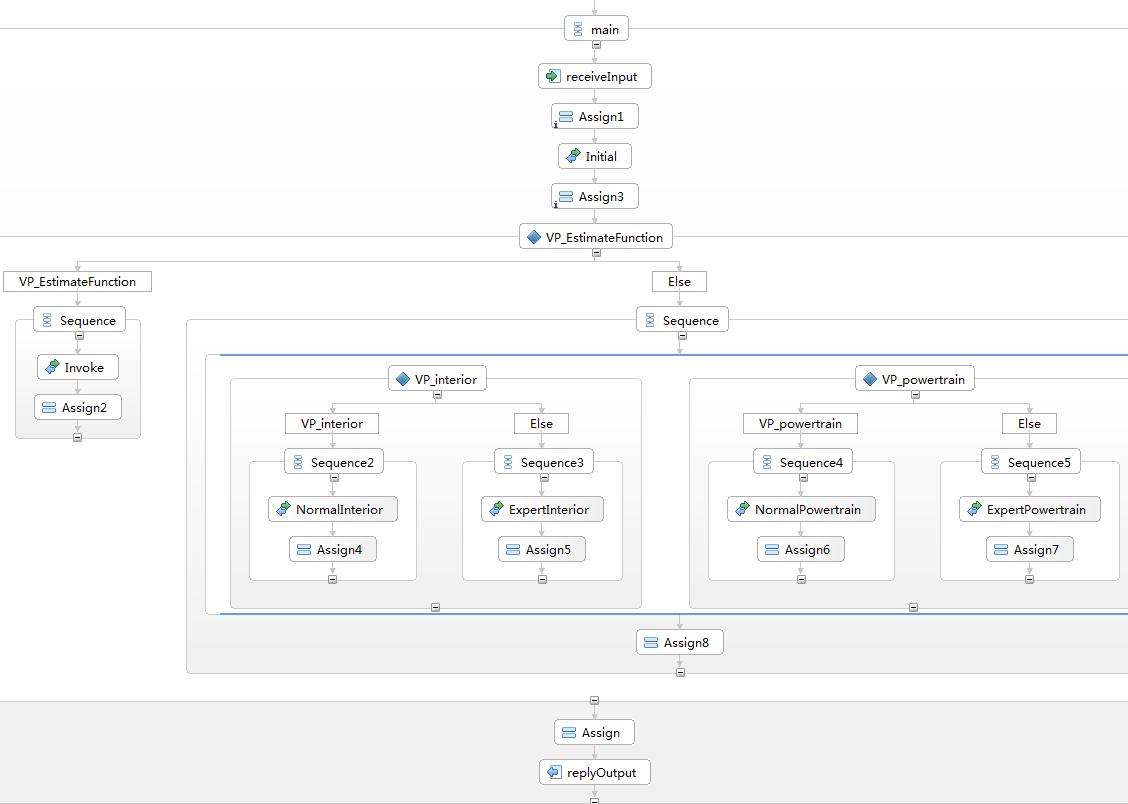 main
receiveInput
Assign1
Initial
Assign3
VP_EstimateFunction
VP_EstimateFunction
Else
Sequence
Sequence
Invoke
Assign2
VP_interior
VP_powertrain
VP_interior
Else
VP_powertrain
Else
Sequence2
Sequence3
Sequence4
Sequence5
NormalInterior
ExpertInterior
NormalPowertrain
ExpertPowertrain
Assign4
Assign5
Assign6
Assign7
Assign8
Assign
replyOutput